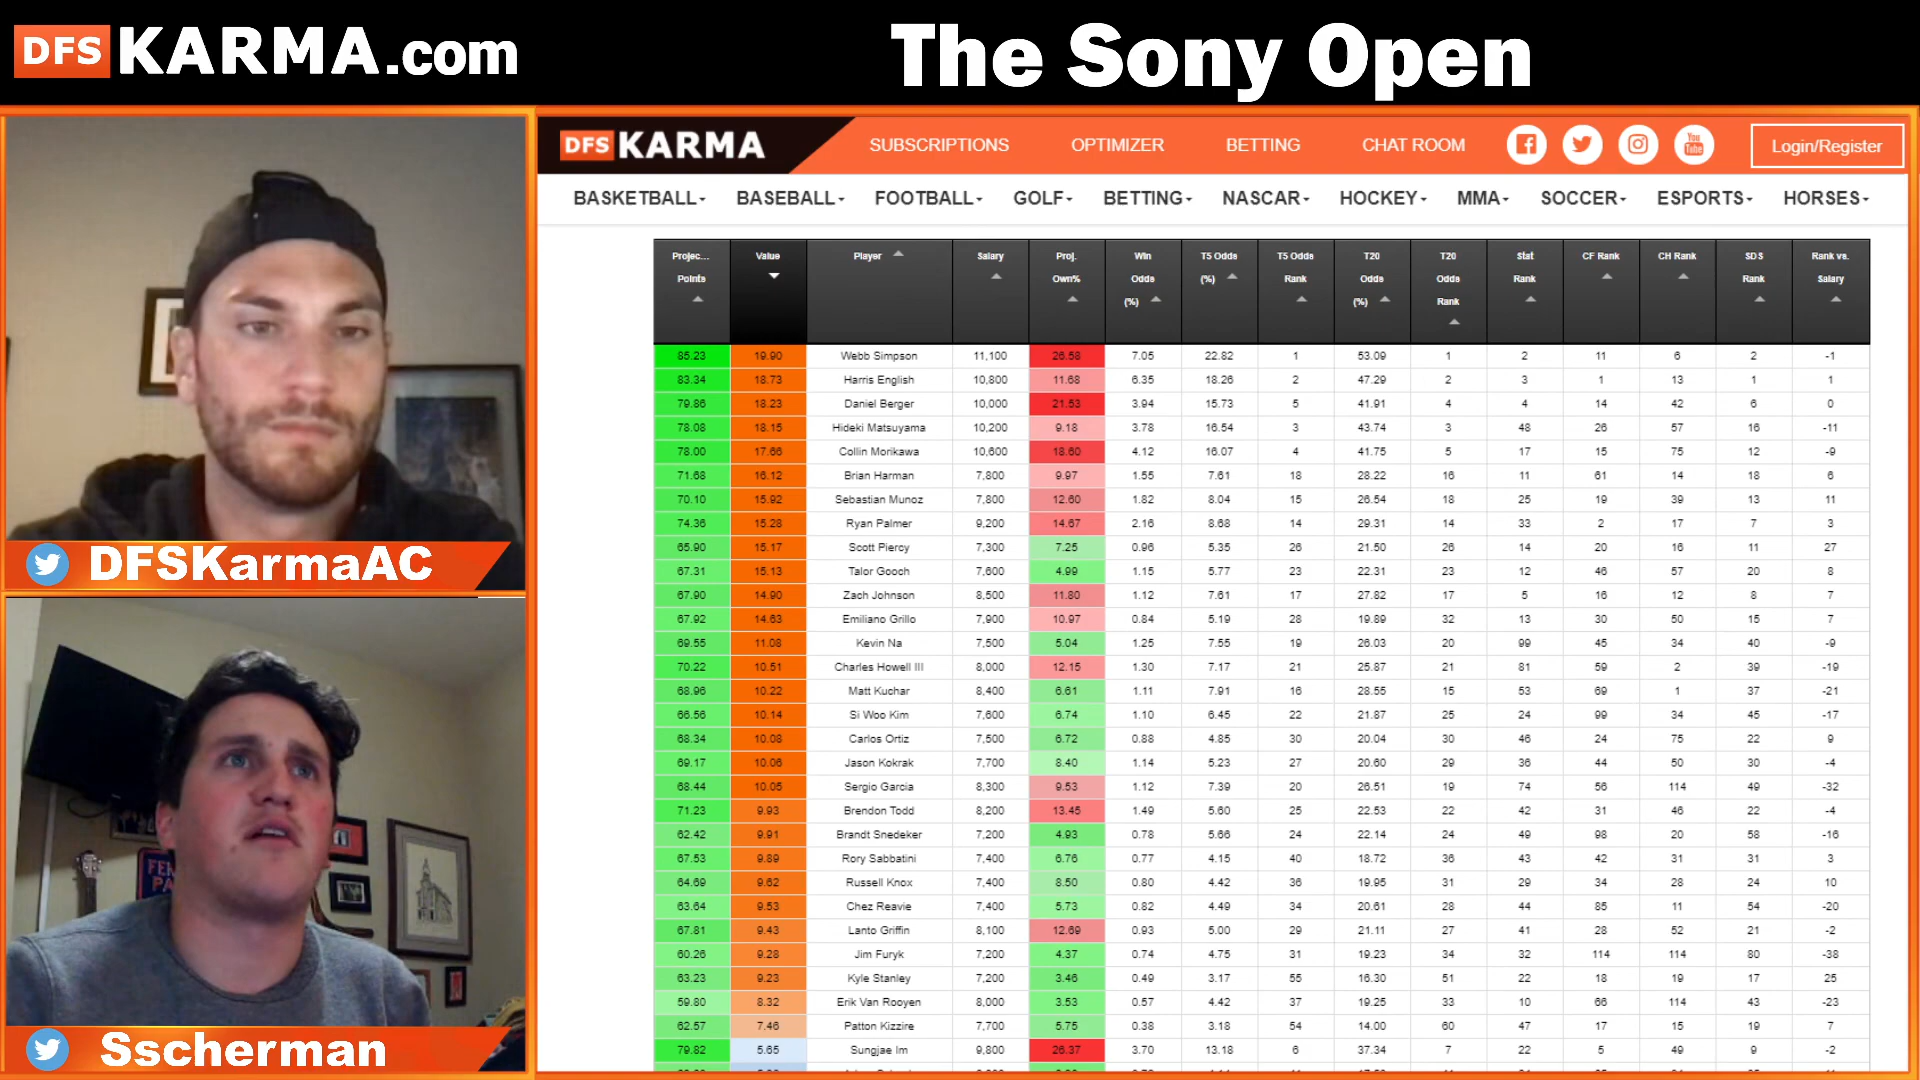 DFS KARMA.com
The Sony Open
DFS KARMA SUBSCRIPTIONS OPTIMIZER BETTING CHAT ROOM You Tube Login/Register
BASKETBALL BASEBALL FOOTBALL GOLF BETTING NASCAR HOCKEY MMA SOCCER ESPORTS HORSES
Projec... Points Value Player Salary Proj. Own% Win Odds (%) T5 Odds (%) T5 Odds Rank T20 Odds (%) T20 Odds Rank Stat Rank CF Rank CH Rank SDS Rank Rank vs. Salary
85.23 19.90 Webb Simpson 11,100 26.58 7.05 22.82 1 53.09 1 2 11 6 2 -1
83.34 18.73 Harris English 10,800 11.68 6.35 18.26 2 47.29 2 3 1 13 1 1
79.86 18.23 Daniel Berger 10,000 21.53 3.94 15.73 5 41.91 4 4 14 42 6 0
78.08 18.15 Hideki Matsuyama 10,200 9.18 3.78 16.54 3 43.74 3 48 26 57 16 -11
78.00 17.66 Collin Morikawa 10,600 18.60 4.12 16.07 4 41.75 5 17 15 75 12 -9
71.68 16.12 Brian Harman 7,800 9.97 1.55 7.61 18 28.22 16 11 61 14 18 6
70.10 15.92 Sebastian Munoz 7,800 12.60 1.82 8.04 15 26.54 18 25 19 39 13 11
74.36 15.28 Ryan Palmer 9,200 14.67 2.16 8.68 14 29.31 14 33 2 17 7 3
65.90 15.17 Scott Piercy 7,300 7.25 0.96 5.35 26 21.50 26 14 20 16 11 27
67.31 15.13 Talor Gooch 7,600 4.99 1.15 5.77 23 22.31 23 12 46 57 20 8
67.90 14.90 Zach Johnson 8,500 11.80 1.12 7.61 17 27.82 17 5 16 12 8 7
67.92 14.63 Emiliano Grillo 7,900 10.97 0.84 5.19 28 19.89 32 13 30 50 15 7
69.55 11.08 Kevin Na 7,500 5.04 1.25 7.55 19 26.03 20 99 45 34 40 -9
70.22 10.51 Charles Howell III 8,000 12.15 1.30 7.17 21 25.87 21 81 59 2 39 -19
68.96 10.22 Matt Kuchar 8,400 6.61 1.11 7.91 16 28.55 15 53 69 1 37 -21
66.56 10.14 Si Woo Kim 7,600 6.74 1.10 6.45 22 21.87 25 24 99 34 45 -17
68.34 10.08 Carlos Ortiz 7,500 6.72 0.88 4.85 30 20.04 30 46 24 75 22 9
69.17 10.06 Jason Kokrak 7,700 8.40 1.14 5.23 27 20.60 29 36 44 50 30 -4
68.44 10.05 Sergio Garcia 8,300 9.53 1.12 7.39 20 26.51 19 74 56 114 49 -32
71.23 9.93 Brendon Todd 8,200 13.45 1.49 5.60 25 22.53 22 42 31 46 22 -4
62.42 9.91 Brandt Snedeker 7,200 4.93 0.78 5.66 24 22.14 24 49 98 20 58 -16
67.53 9.89 Rory Sabbatini 7,400 6.76 0.77 4.15 40 18.72 36 43 42 31 31 3
64.69 9.62 Russell Knox 7,400 8.50 0.80 4.42 36 19.95 31 29 34 28 24 10
63.64 9.53 Chez Reavie 7,400 5.73 0.82 4.49 34 20.61 28 44 85 11 54 -20
67.81 9.43 Lanto Griffin 8,100 12.69 0.93 5.00 29 21.11 27 41 28 52 21 -2
60.26 9.28 Jim Furyk 7,200 4.37 0.74 4.75 31 19.23 34 32 114 114 80 -38
63.23 9.23 Kyle Stanley 7,200 3.46 0.49 3.17 55 16.30 51 22 18 19 17 25
59.80 8.32 Erik Van Rooyen 8,000 3.53 0.57 4.42 37 19.25 33 10 66 114 43 -23
62.57 7.46 Patton Kizzire 7,700 5.75 0.38 3.18 54 14.00 60 47 17 15 19 7
79.82 5.65 Sungjae Im 9,800 26.37 3.70 13.18 6 37.34 7 22 5 49 9 -2
DFSKarmaAC
FEN
PA
Sscherman